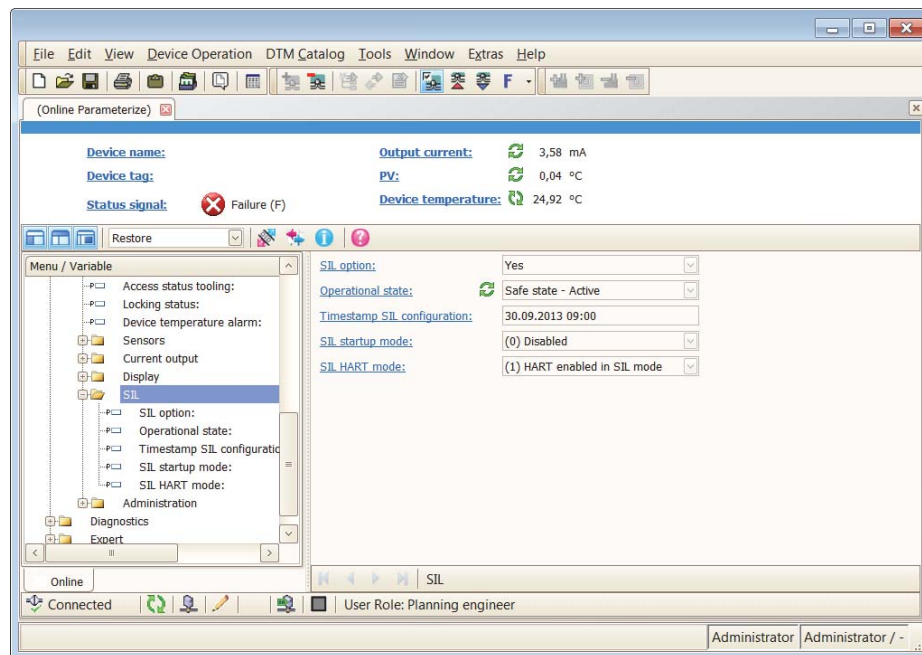 File Edit View Device Operation DTM Catalog Tools Window Extras Help
F
(Online Parameterize)
Device name: Output current: 3,58 mA
Device tag: PV: 0,04 °C
Status signal: Failure (F) Device temperature: 24,92 °C
Restore
Menu / Variable
Access status tooling:
Locking status:
Device temperature alarm:
Sensors
Current output
Display
SIL
SIL option:
Operational state:
Timestamp SIL configuratio
SIL startup mode:
SIL HART mode:
Administration
Diagnostics
Expert
SIL option: Yes
Operational state: Safe state - Active
Timestamp SIL configuration: 30.09.2013 09:00
SIL startup mode: (0) Disabled
SIL HART mode: (1) HART enabled in SIL mode
Online
SIL
Connected User Role: Planning engineer
Administrator Administrator / -